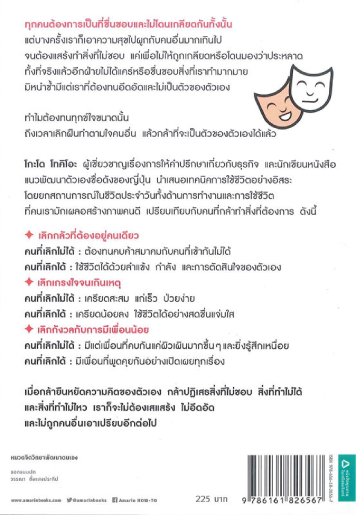 ทุกคนต้องการเป็นที่ชื่นชอบและไม่โดนเกลียดกันทั้งนั้น
แต่บางครั้งเราก็เอาความสุขไปผูกกับคนอื่นมากเกินไป
จนต้องแสร้งทำสิ่งที่ไม่ชอบ แค่เพื่อไม่ให้ถูกเกลียดหรือโดนมองว่าประหลาด
ทั้งที่จริงแล้วอีกฝ่ายไม่ได้แคร์หรือชื่นชอบสิ่งที่เราทำมากมาย
มิหนำซ้ำมีแต่เราที่ต้องทนอึดอัดและไม่เป็นตัวของตัวเอง
ทำไมต้องทนทุกข์ใจขนาดนั้น
ถึงเวลาเลิกฝืนทำตามใจคนอื่น แล้วกล้าที่จะเป็นตัวของตัวเองได้แล้ว
โกะโด โทคิโอะ ผู้เชี่ยวชาญเรื่องการให้คำปรึกษาเกี่ยวกับธุรกิจ และนักเขียนหนังสือ
แนวพัฒนาตัวเองชื่อดังของญี่ปุ่น นำเสนอเทคนิคการใช้ชีวิตอย่างอิสระ
โดยยกสถานการณ์ในชีวิตประจำวันทั้งด้านการทำงานและการใช้ชีวิต
ที่คนเรามักเผลอสร้างภาพคนดี เปรียบเทียบกับคนที่กล้าทำสิ่งที่ต้องการ ดังนี้
✦ เลิกกลัวที่ต้องอยู่คนเดียว
คนที่เลิกไม่ได้ : ต้องทนคบค้าสมาคมกับคนที่เข้ากันไม่ได้
คนที่เลิกได้ : ใช้ชีวิตได้ด้วยลำแข้ง กำลัง และการตัดสินใจของตัวเอง
✦ เลิกเกรงใจจนเกินเหตุ
คนที่เลิกไม่ได้ : เครียดสะสม แก่เร็ว ป่วยง่าย
คนที่เลิกได้ : เครียดน้อยลง ใช้ชีวิตได้อย่างสดชื่นแจ่มใส
✦ เลิกกังวลกับการมีเพื่อนน้อย
คนที่เลิกไม่ได้ : มีแต่เพื่อนที่คบกันแค่ผิวเผินมากขึ้นๆ และยิ่งรู้สึกเหนื่อย
คนที่เลิกได้ : มีเพื่อนที่พูดคุยกันอย่างเปิดเผยทุกเรื่อง
เมื่อกล้ายืนหยัดความคิดของตัวเอง กล้าปฏิเสธสิ่งที่ไม่ชอบ สิ่งที่ทำไม่ได้
และสิ่งที่ทำไม่ไหว เราก็จะไม่ต้องเสแสร้ง ไม่อึดอัด
และไม่ถูกคนอื่นเอาเปรียบอีกต่อไป
หมวดจิตวิทยาพัฒนาตนเอง
ออกแบบปก
www.amarinbooks.com amarinbooks Amarin HOW-TO
225 บาท
9 786161 826567